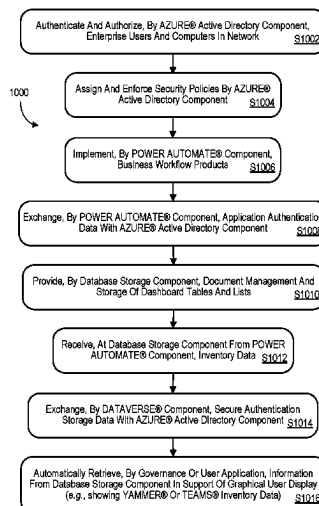 Authenticate And Authorize, By AZURE® Active Directory Component,
Enterprise Users And Computers In Network
S1002
1000
Assign And Enforce Security Policies By AZURE®
Active Directory Component
S1004
Implement, By POWER AUTOMATE® Component,
Business Workflow Products
S1006
Exchange, By POWER AUTOMATE® Component, Application Authentication
Data With AZURE® Active Directory Component
S1008
Provide, By Database Storage Component, Document Management And
Storage Of Dashboard Tables And Lists
S1010
Receive, At Database Storage Component From POWER
AUTOMATE® Component, Inventory Data
S1012
Exchange, By DATAVERSE® Component, Secure Authentication
Storage Data With AZURE® Active Directory Component
S1014
Automatically Retrieve, By Governance Or User Application, Information
From Database Storage Component In Support Of Graphical User Display
(e.g., showing YAMMER® Or TEAMS® Inventory Data)
S1016